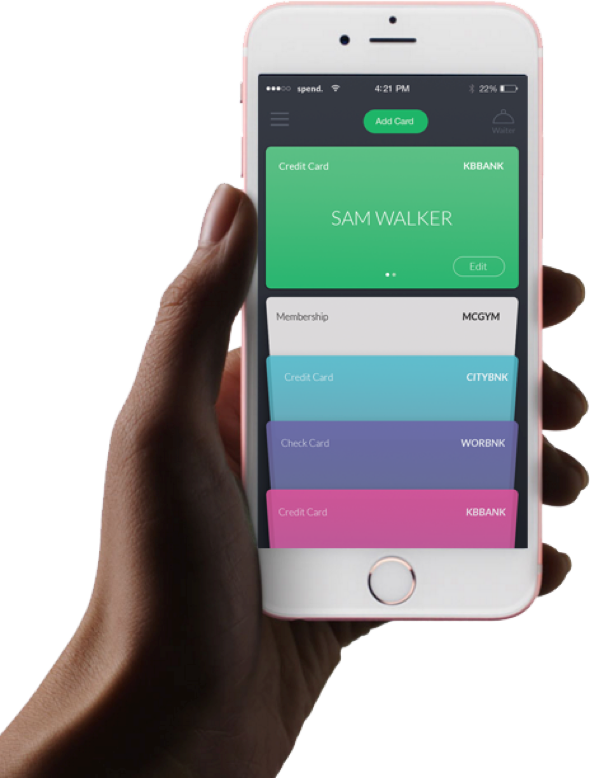 spend. 4:21 PM 22%
Add Card
Waiter
Credit Card KBBANK
SAM WALKER
Edit
Membership MCGYM
Credit Card CITYBNK
Check Card WORBNK
Credit Card KBBANK